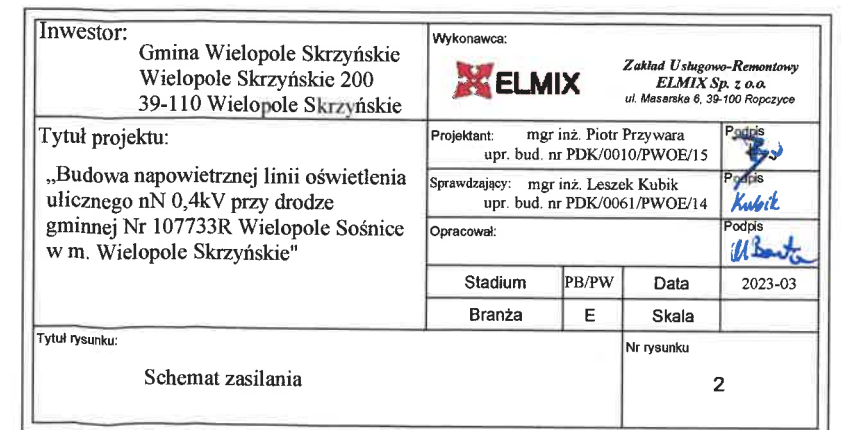 Inwestor:
Gmina Wielopole Skrzyńskie
Wielopole Skrzyńskie 200
39-110 Wielopole Skrzyńskie
Wykonawca:
ELMIX
Zakład Usługowo-Remontowy
ELMIX Sp. z o.o.
ul. Masarska 6, 39-100 Ropczyce
Tytuł projektu:
„Budowa napowietrznej linii oświetlenia
ulicznego nN 0,4kV przy drodze
gminnej Nr 107733R Wielopole Sośnice
w m. Wielopole Skrzyńskie"
Projektant: mgr inż. Piotr Przywara
upr. bud. nr PDK/0010/PWOE/15
Podpis
Sprawdzający: mgr inż. Leszek Kubik
upr. bud. nr PDK/0061/PWOE/14
Podpis
Kubik
Opracował:
Podpis
Stadium PB/PW Data 2023-03
Branża E Skala
Tytuł rysunku:
Schemat zasilania
Nr rysunku
2